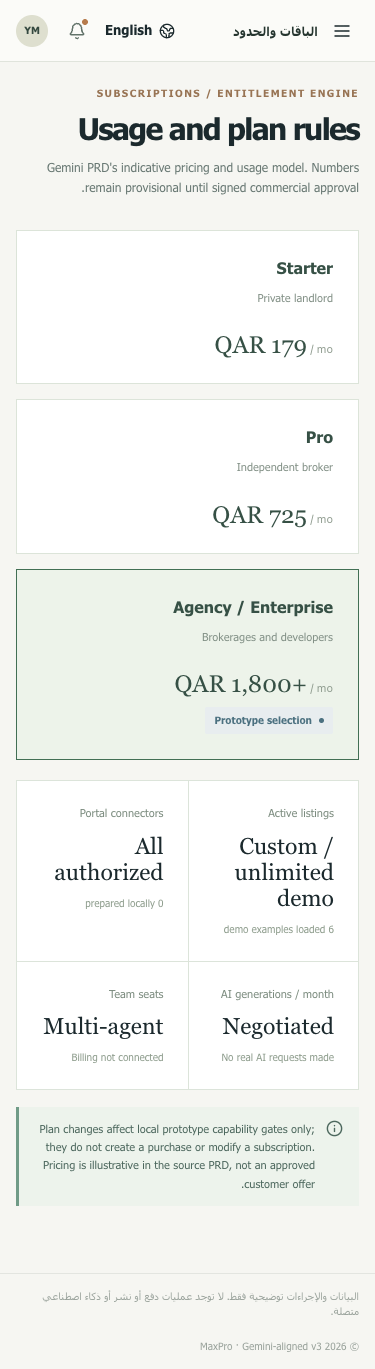 الباقات والحدود
English
YM
SUBSCRIPTIONS / ENTITLEMENT ENGINE
Usage and plan rules
Gemini PRD's indicative pricing and usage model. Numbers
remain provisional until signed commercial approval.
Starter
Private landlord
QAR 179 / mo
Pro
Independent broker
QAR 725 / mo
Agency / Enterprise
Brokerages and developers
QAR 1,800+ / mo
Prototype selection
Active listings
Custom /
unlimited
demo
6 demo examples loaded
Portal connectors
All
authorized
0 prepared locally
AI generations / month
Negotiated
No real AI requests made
Team seats
Multi-agent
Billing not connected
Plan changes affect local prototype capability gates only;
they do not create a purchase or modify a subscription.
Pricing is illustrative in the source PRD, not an approved
customer offer.
البيانات والإجراءات توضيحية فقط. لا توجد عمليات دفع أو نشر أو ذكاء اصطناعي
متصلة.
© 2026 MaxPro · Gemini-aligned v3